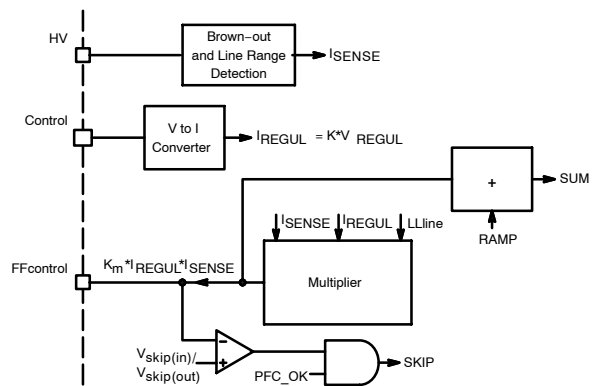 HV
Brown-out
and Line Range
Detection
ISENSE
Control
V to I
Converter
IREGUL = K*V REGUL
+
SUM
RAMP
ISENSE IREGUL LLline
Multiplier
FFcontrol
Km*IREGUL*ISENSE
−
+
Vskip(in)/
Vskip(out)
PFC_OK
SKIP